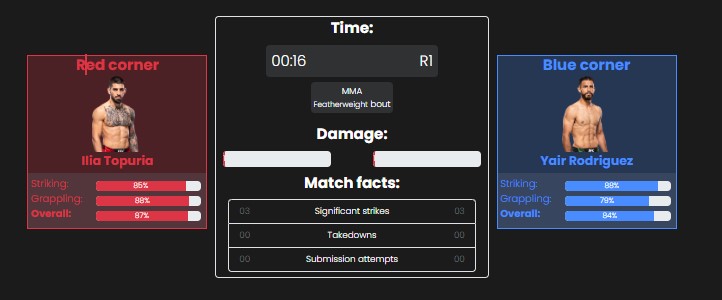 Red corner
Ilia Topuria
Striking: 85%
Grappling: 88%
Overall: 87%
Time:
00:16 R1
MMA
Featherweight bout
Damage:
Match facts:
03 Significant strikes 03
00 Takedowns 00
00 Submission attempts 00
Blue corner
Yair Rodriguez
Striking: 88%
Grappling: 79%
Overall: 84%